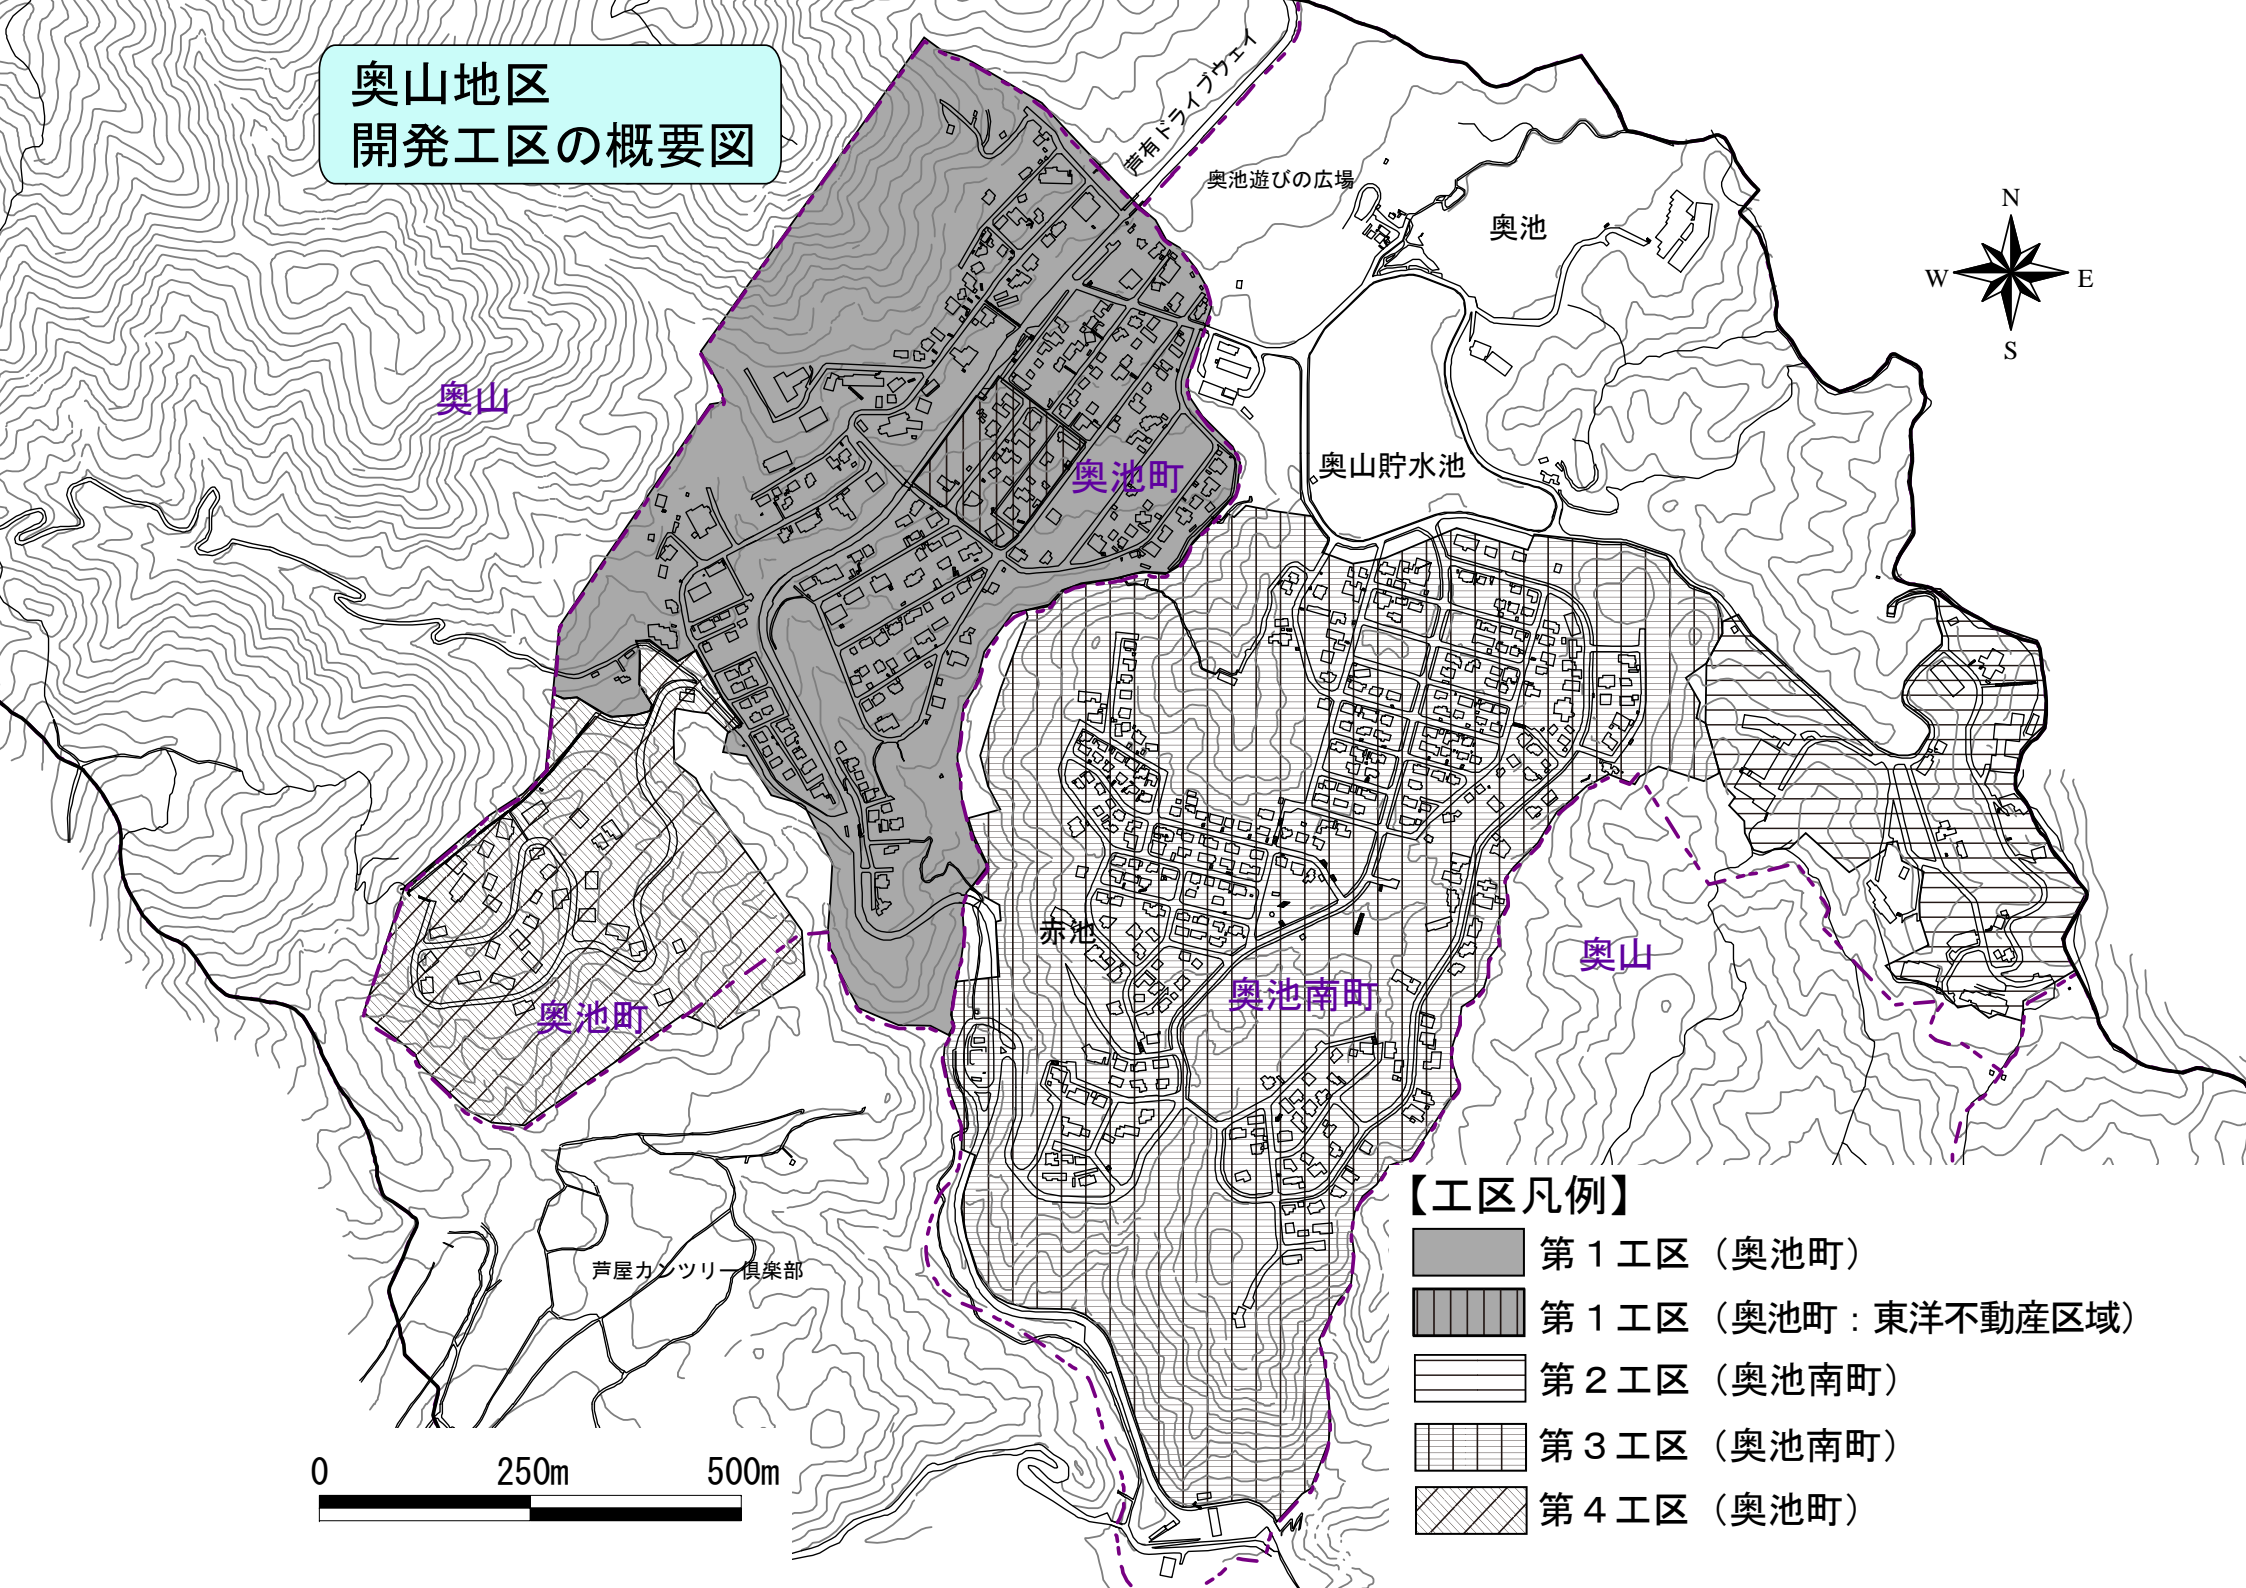 奥山地区
開発工区の概要図
芦有ドライブウェイ
奥池遊びの広場
奥池
N
W
E
S
奥山
奥池町
奥山貯水池
赤池
奥山
奥池南町
奥池町
芦屋カンツリー倶楽部
0 250m 500m
【工区凡例】
第1工区（奥池町）
第1工区（奥池町：東洋不動産区域）
第2工区（奥池南町）
第3工区（奥池南町）
第4工区（奥池町）